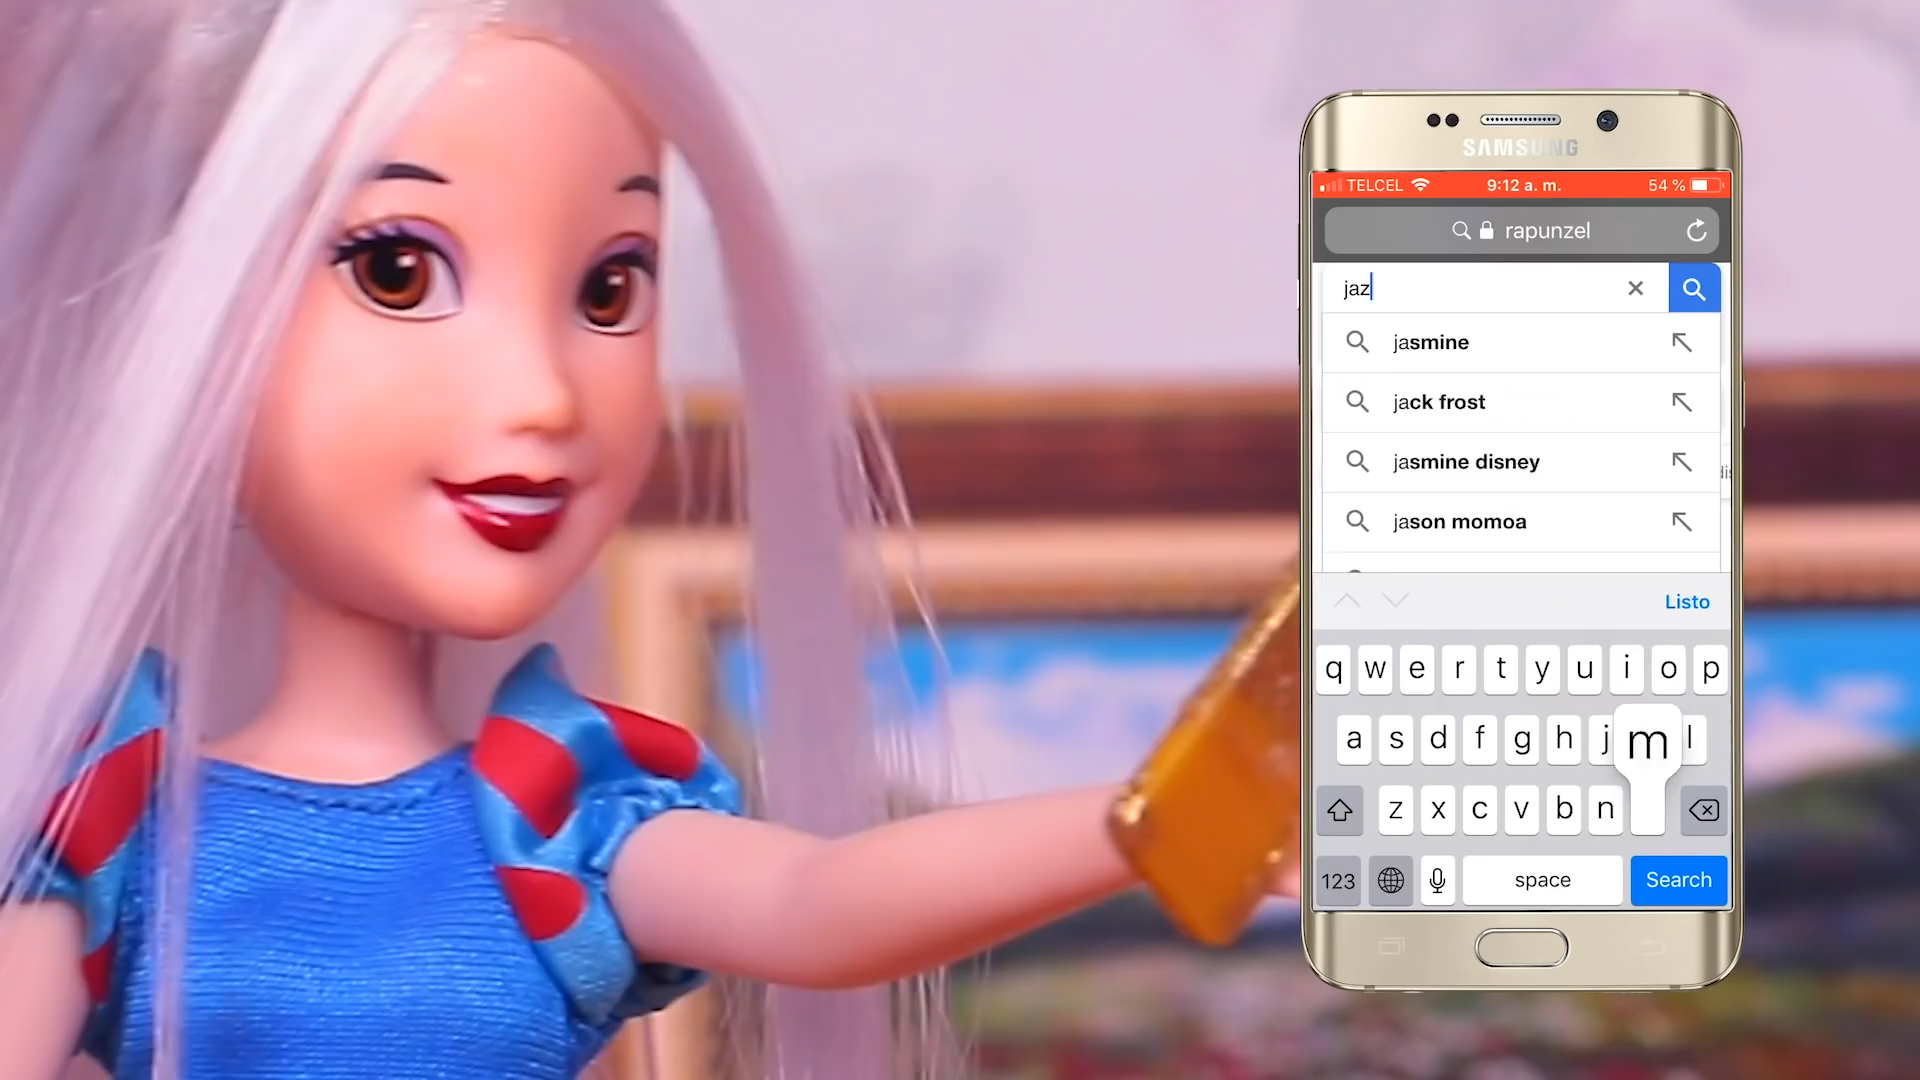 SAMSUNG
TELCEL 9:12 a. m. 54 %
rapunzel
jaz
jasmine
jack frost
jasmine disney
jason momoa
Listo
q w e r t y u i o p
a s d f g h j m l
z x c v b n
123 space Search